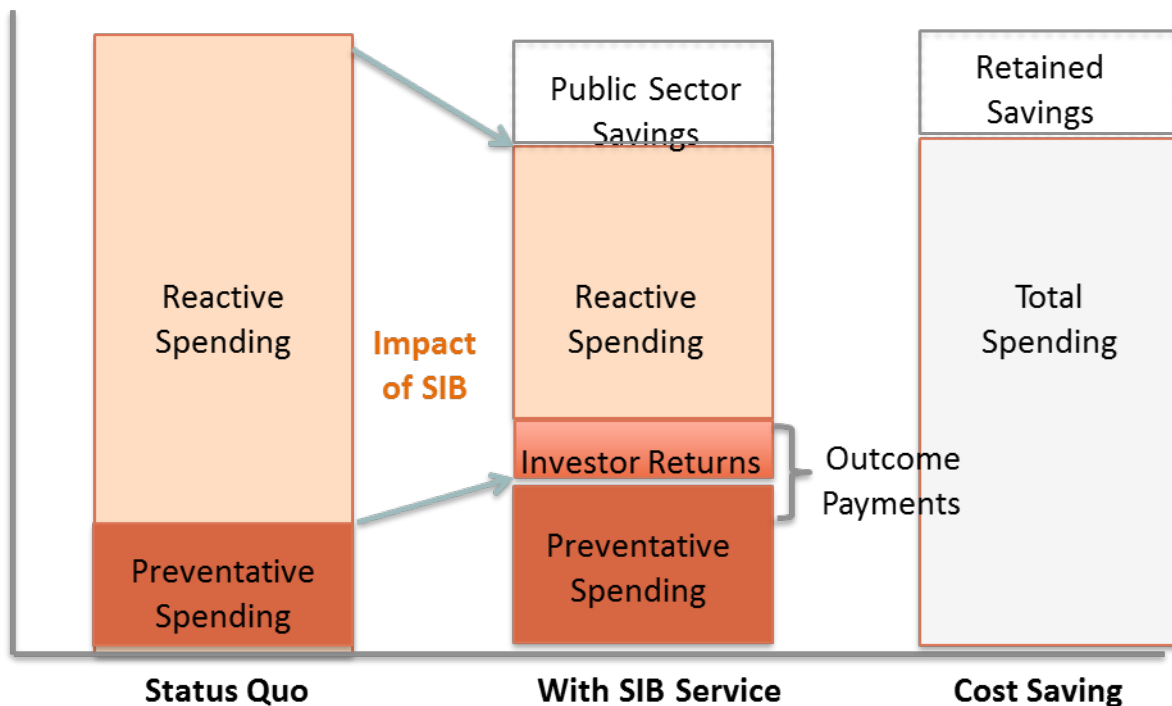 Reactive
Spending
Preventative
Spending
Status Quo
Impact
of SIB
Public Sector
Savings
Reactive
Spending
Investor Returns
Preventative
Spending
Outcome
Payments
With SIB Service
Retained
Savings
Total
Spending
Cost Saving